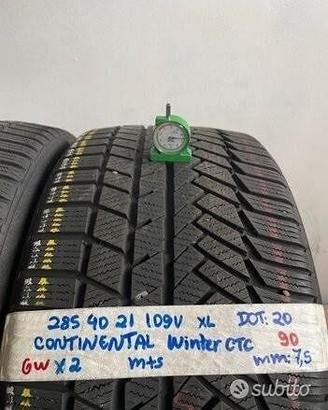 285 40 21 109V XL DOT: 20
CONTINENTAL Winter CTC 90
GW X 2 M+S mm: 7,5
subito